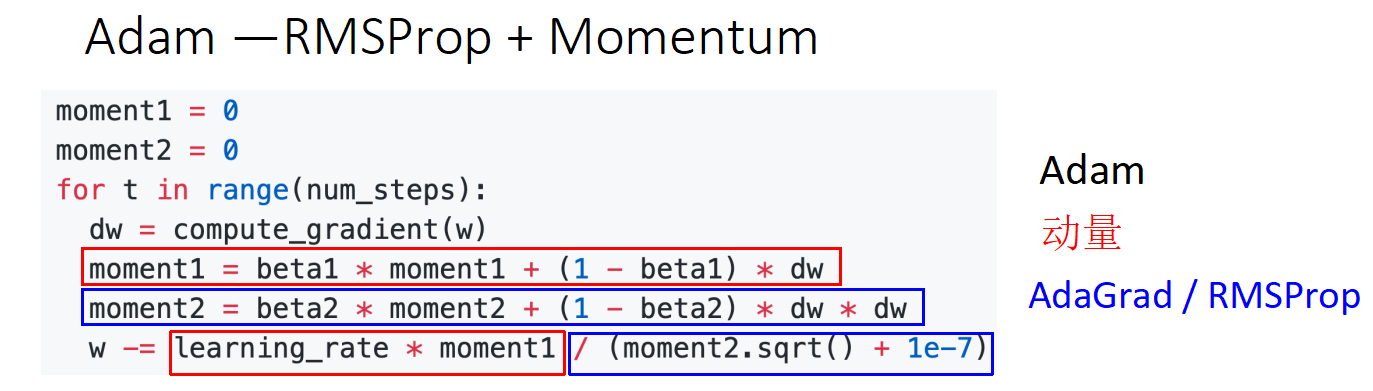 Adam —RMSProp + Momentum
moment1 = 0
moment2 = 0
for t in range(num_steps):
  dw = compute_gradient(w)
  moment1 = beta1 * moment1 + (1 - beta1) * dw
  moment2 = beta2 * moment2 + (1 - beta2) * dw * dw
  w -= learning_rate * moment1 / (moment2.sqrt() + 1e-7)
Adam
动量
AdaGrad / RMSProp